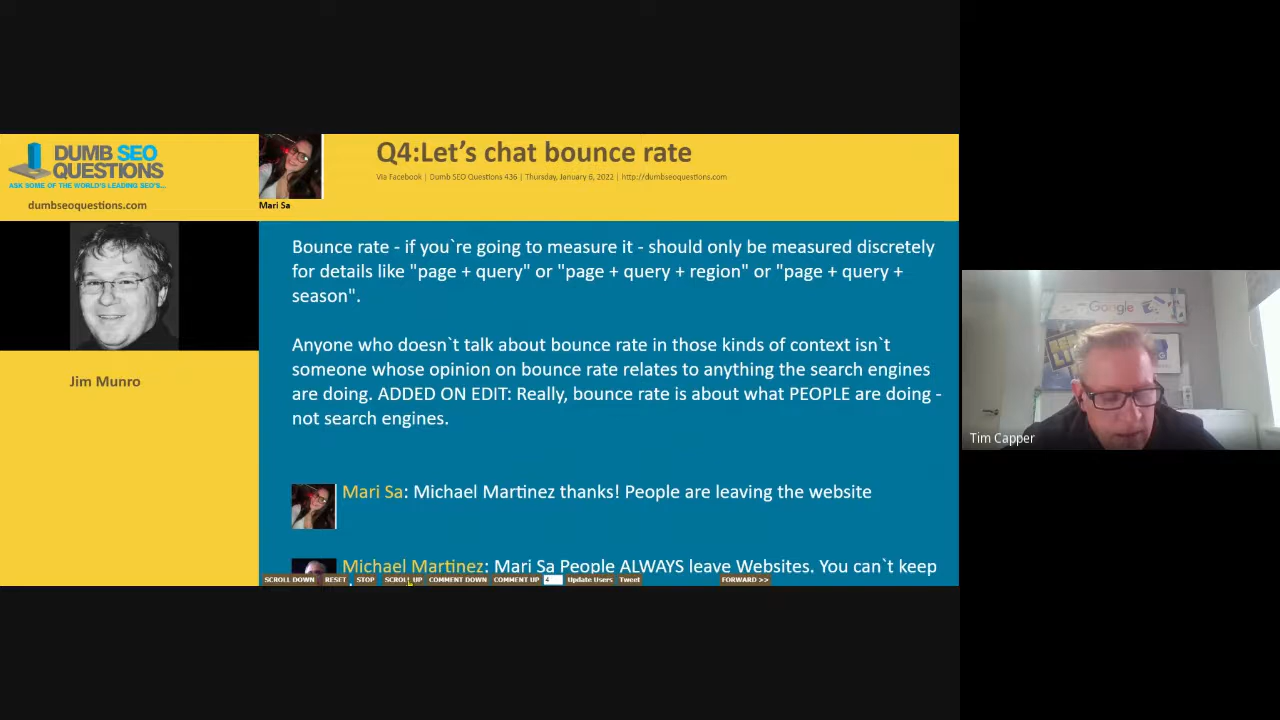 DUMB SEO
QUESTIONS
ASK SOME OF THE WORLD'S LEADING SEO'S...
dumbseoquestions.com
Mari Sa
Q4:Let's chat bounce rate
Via Facebook | Dumb SEO Questions 436 | Thursday, January 6, 2022 | http://dumbseoquestions.com
Jim Munro
Bounce rate - if you`re going to measure it - should only be measured discretely
for details like "page + query" or "page + query + region" or "page + query +
season".
Anyone who doesn`t talk about bounce rate in those kinds of context isn`t
someone whose opinion on bounce rate relates to anything the search engines
are doing. ADDED ON EDIT: Really, bounce rate is about what PEOPLE are doing -
not search engines.
Mari Sa: Michael Martinez thanks! People are leaving the website
Michael Martinez: Mari Sa People ALWAYS leave Websites. You can`t keep
SCROLL DOWN RESET STOP SCROLL UP COMMENT DOWN COMMENT UP 4 Update Users Tweet FORWARD >>
Google
Tim Capper